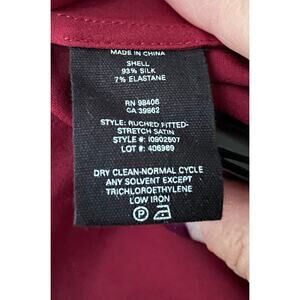 MADE IN CHINA
SHELL
93% SILK
7% ELASTANE
RN 98406
CA 39862
STYLE: RUCHED FITTED-
STRETCH SATIN
STYLE #: I0902507
LOT #: 406989
DRY CLEAN-NORMAL CYCLE
ANY SOLVENT EXCEPT
TRICHLOROETHYLENE
LOW IRON
P